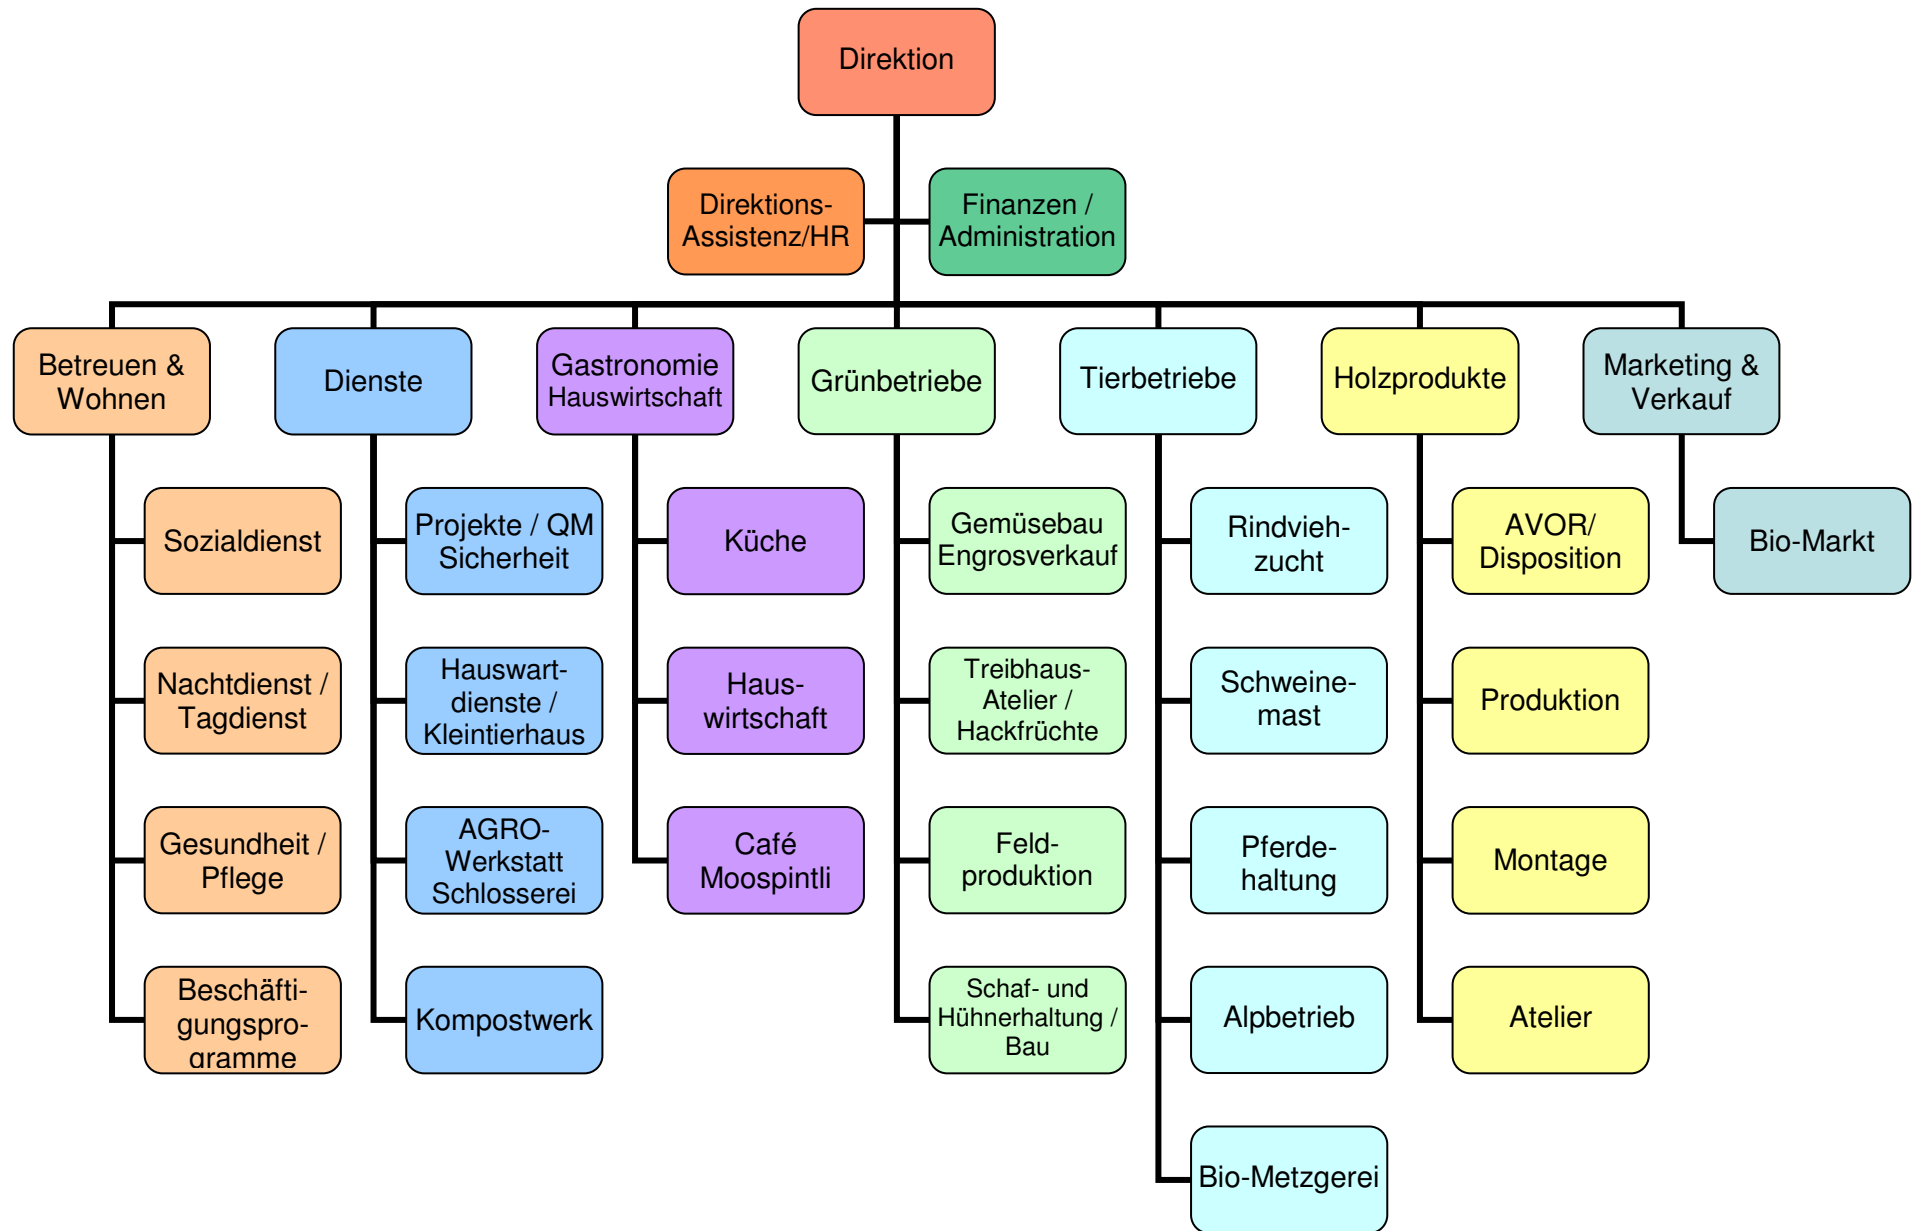 Direktion
Direktions-
Assistenz/HR
Finanzen /
Administration
Betreuen &
Wohnen
Dienste
Gastronomie
Hauswirtschaft
Grünbetriebe
Tierbetriebe
Holzprodukte
Marketing &
Verkauf
Sozialdienst
Projekte / QM
Sicherheit
Küche
Gemüsebau
Engrosverkauf
Rindvieh-
zucht
AVOR/
Disposition
Bio-Markt
Nachtdienst /
Tagdienst
Hauswart-
dienste /
Kleintierhaus
Haus-
wirtschaft
Treibhaus-
Atelier /
Hackfrüchte
Schweine-
mast
Produktion
Gesundheit /
Pflege
AGRO-
Werkstatt
Schlosserei
Café
Moospintli
Feld-
produktion
Pferde-
haltung
Montage
Beschäfti-
gungspro-
gramme
Kompostwerk
Schaf- und
Hühnerhaltung /
Bau
Alpbetrieb
Atelier
Bio-Metzgerei